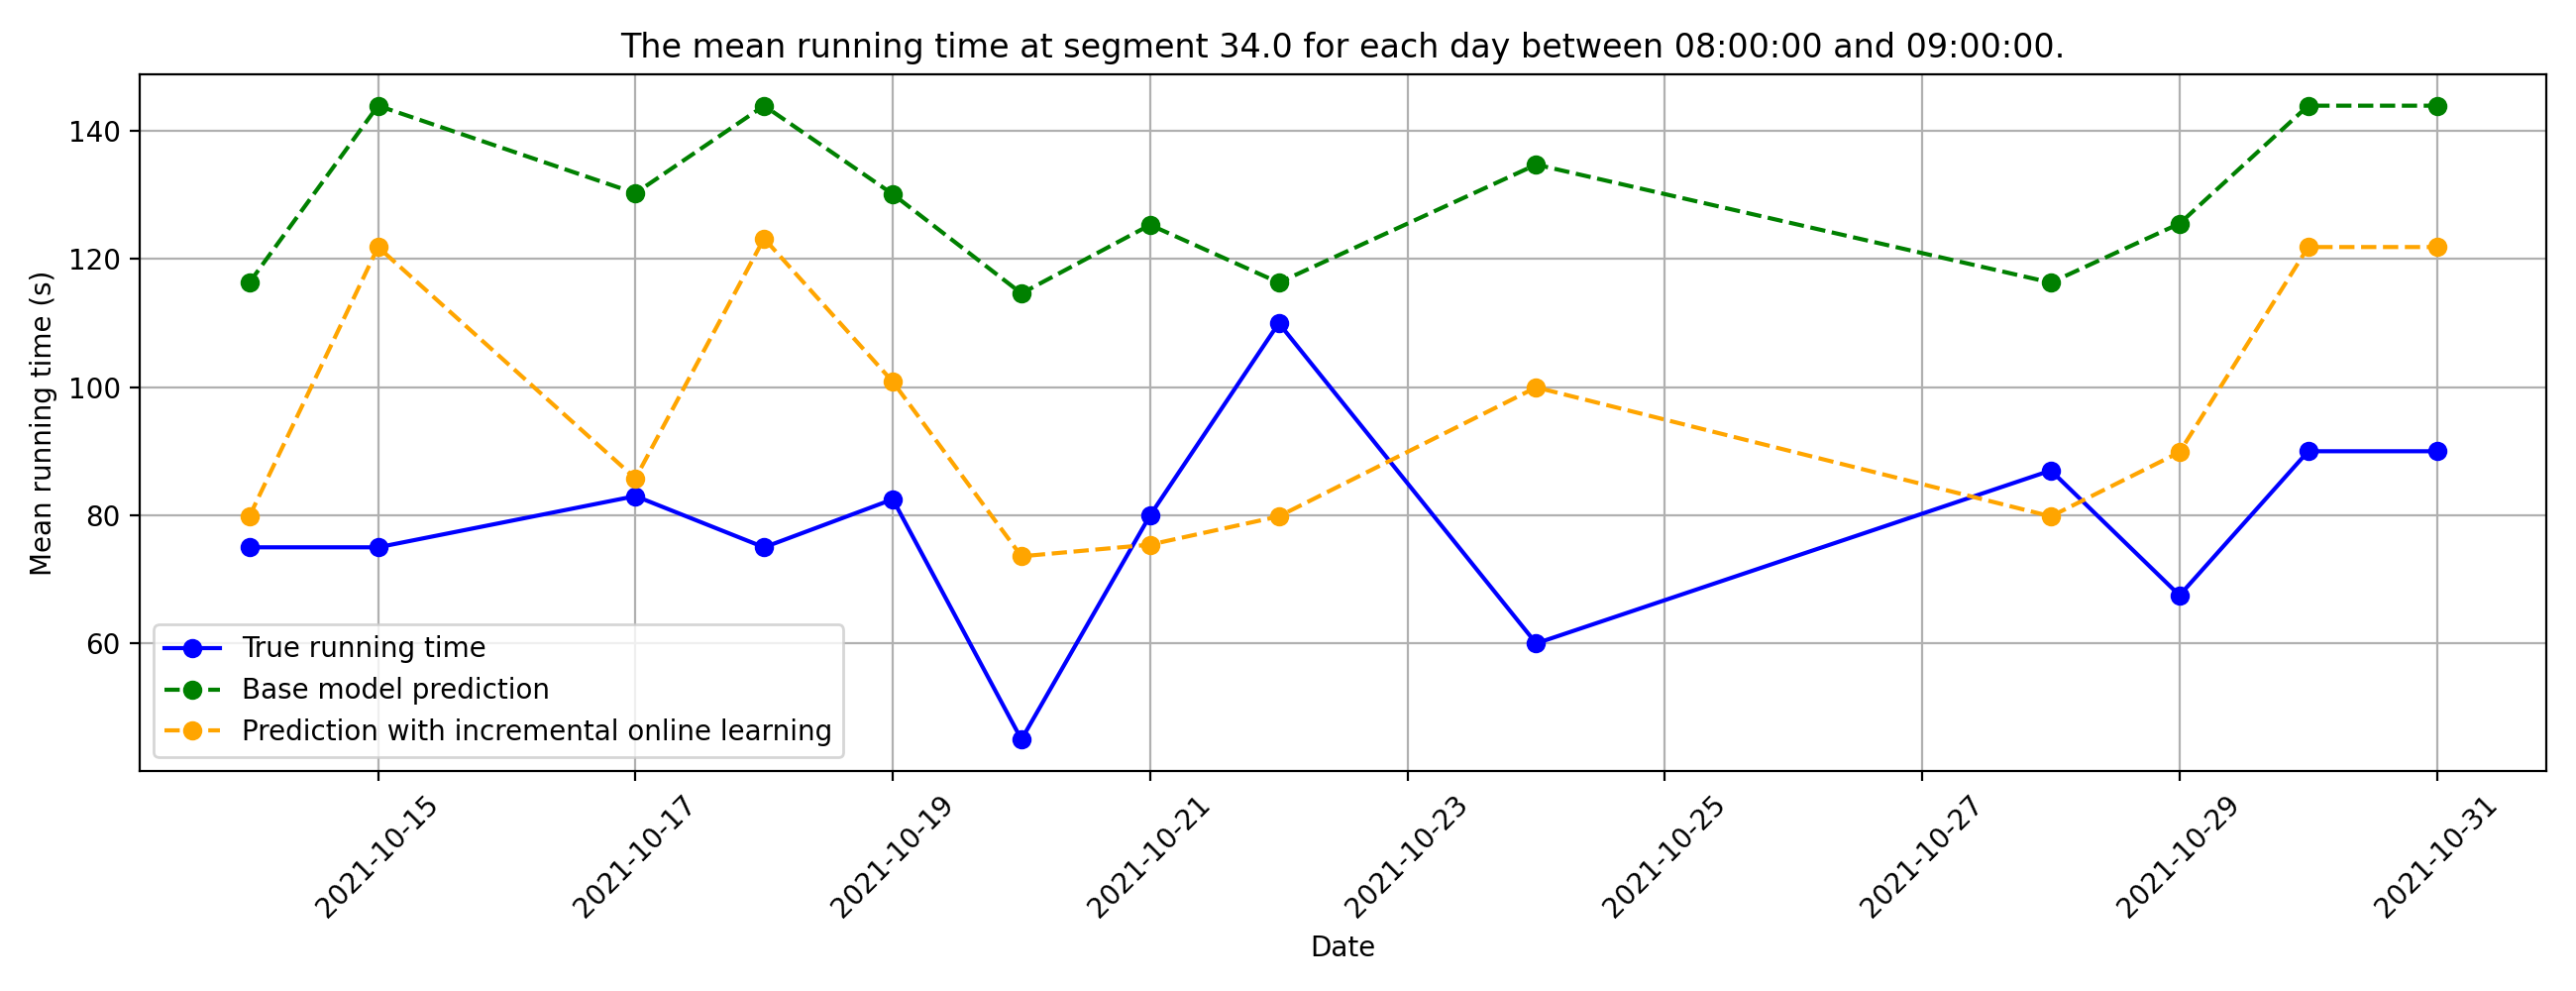 The mean running time at segment 34.0 for each day between 08:00:00 and 09:00:00.
Mean running time (s)
140
120
100
80
60
True running time
Base model prediction
Prediction with incremental online learning
2021-10-15
2021-10-17
2021-10-19
2021-10-21
2021-10-23
2021-10-25
2021-10-27
2021-10-29
2021-10-31
Date